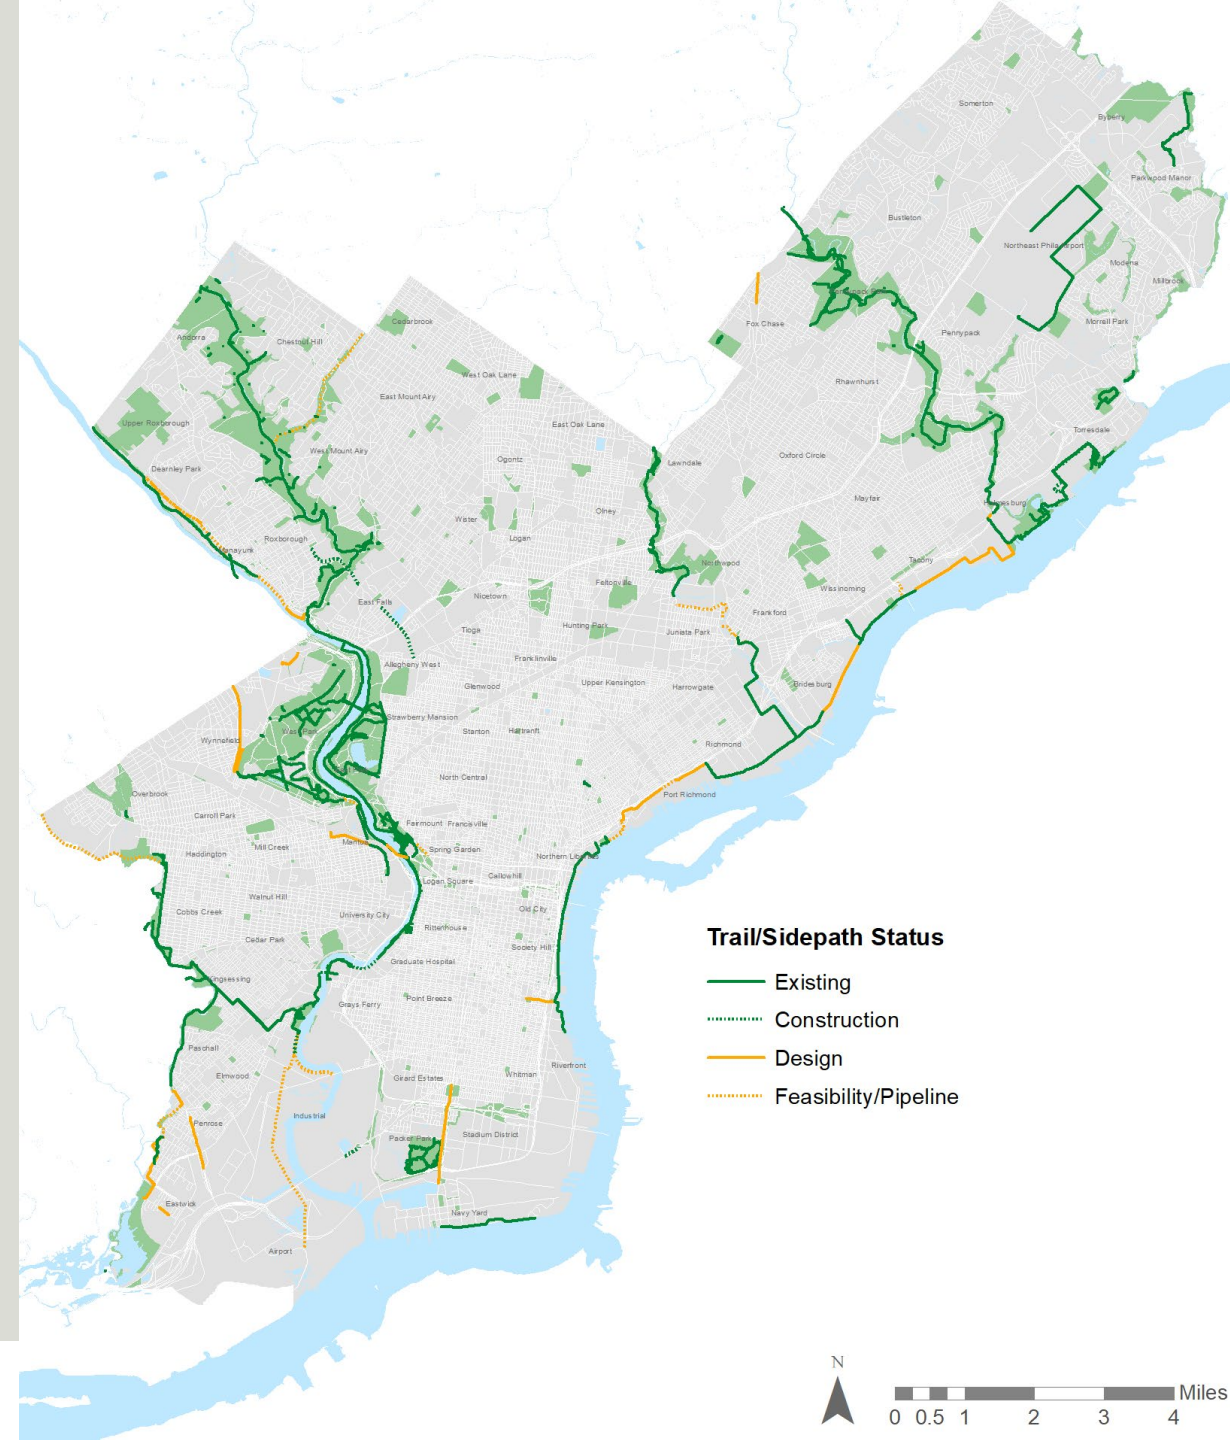 Somerton
Byberry
Parkwood Manor
Bustleton
Northeast Phila Airport
Modena
Millbrook
Pennypack Park
Morrell Park
Fox Chase
Pennypack
Cedarbrook
Andorra
Chestnut Hill
West Oak Lane
Rhawnhurst
East Mount Airy
Upper Roxborough
East Oak Lane
Torresdale
West Mount Airy
Oxford Circle
Ogontz
Lawndale
Dearnley Park
Mayfair
Holmesburg
Olney
Wister
Logan
Roxborough
Manayunk
Northwood
Tacony
Feltonville
Wissinoming
Nicetown
East Falls
Frankford
Hunting Park
Tioga
Juniata Park
Franklinville
Allegheny West
Glenwood
Upper Kensington
Harrowgate
Bridesburg
Strawberry Mansion
West Park
Stanton
Hartranft
Wynnefield
Richmond
North Central
Overbrook
Port Richmond
Carroll Park
Fairmount
Francisville
Mantua
Mill Creek
Spring Garden
Haddington
Northern Liberties
Callowhill
Logan Square
Walnut Hill
Old City
Cobbs Creek
University City
Rittenhouse
Cedar Park
Society Hill
Graduate Hospital
Kingsessing
Point Breeze
Grays Ferry
Paschall
Riverfront
Elmwood
Girard Estates
Whitman
Industrial
Penrose
Packer Park
Stadium District
Eastwick
Navy Yard
Airport
Trail/Sidepath Status
Existing
Construction
Design
Feasibility/Pipeline
N
Miles
0 0.5 1 2 3 4